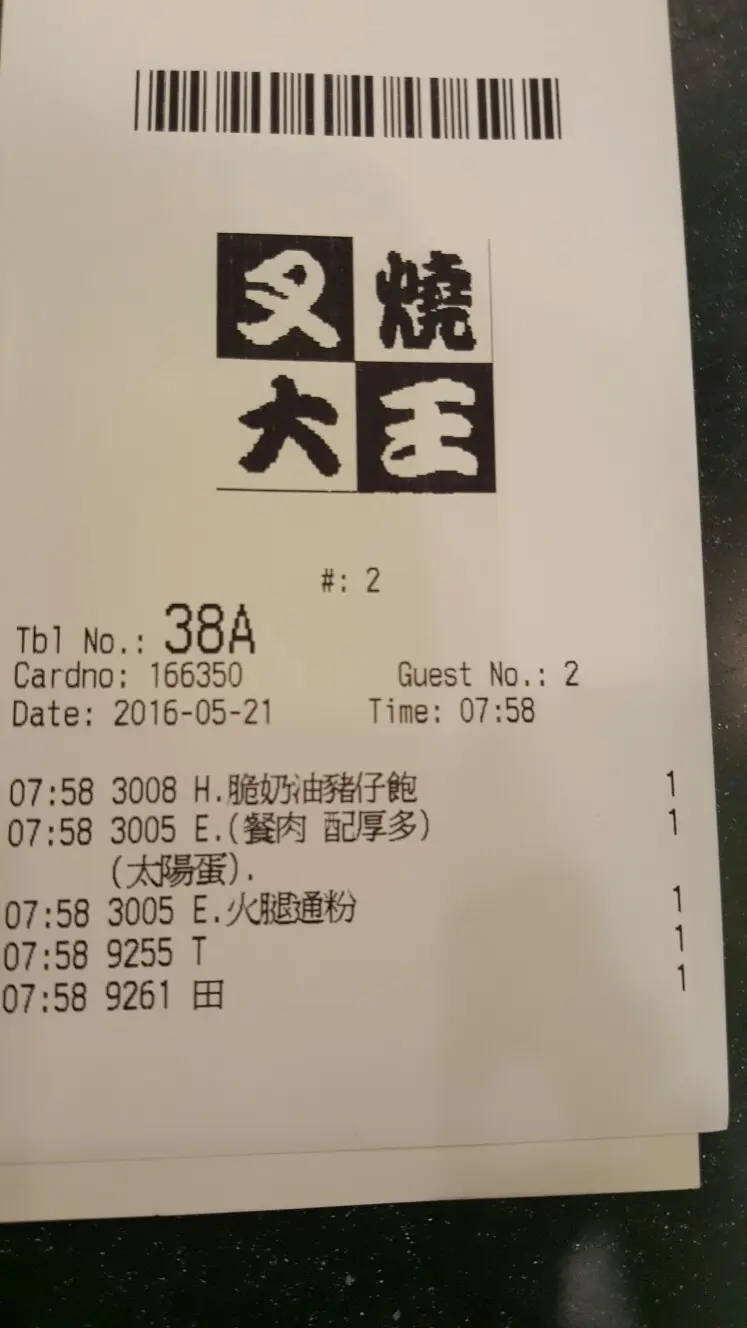 叉燒
大王
#: 2
Tbl No.: 38A
Cardno: 166350 Guest No.: 2
Date: 2016-05-21 Time: 07:58
07:58 3008 H.脆奶油豬仔飽 1
07:58 3005 E.(餐肉 配厚多) 1
(太陽蛋).
07:58 3005 E.火腿通粉 1
07:58 9255 T 1
07:58 9261 田 1